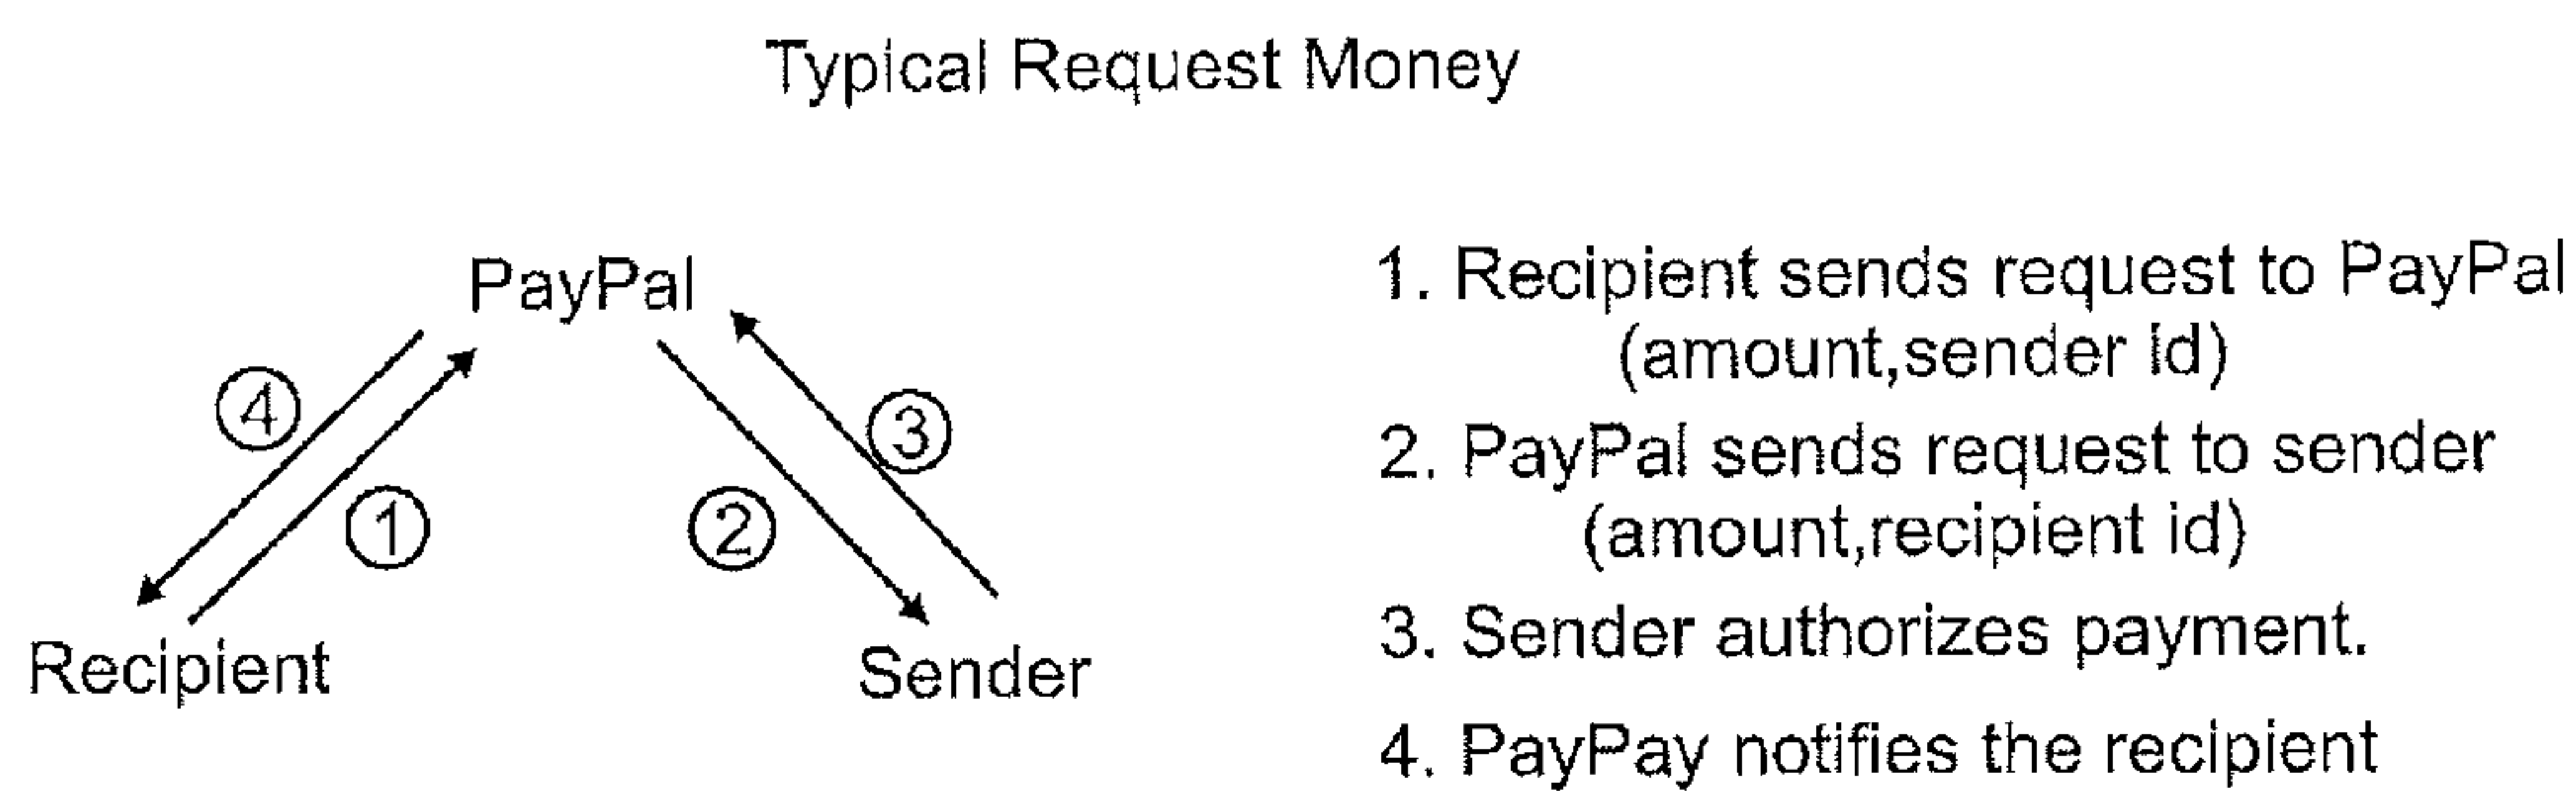 Typical Request Money
PayPal
4
1
3
2
Recipient
Sender
1. Recipient sends request to PayPal
(amount,sender id)
2. PayPal sends request to sender
(amount,recipient id)
3. Sender authorizes payment.
4. PayPay notifies the recipient